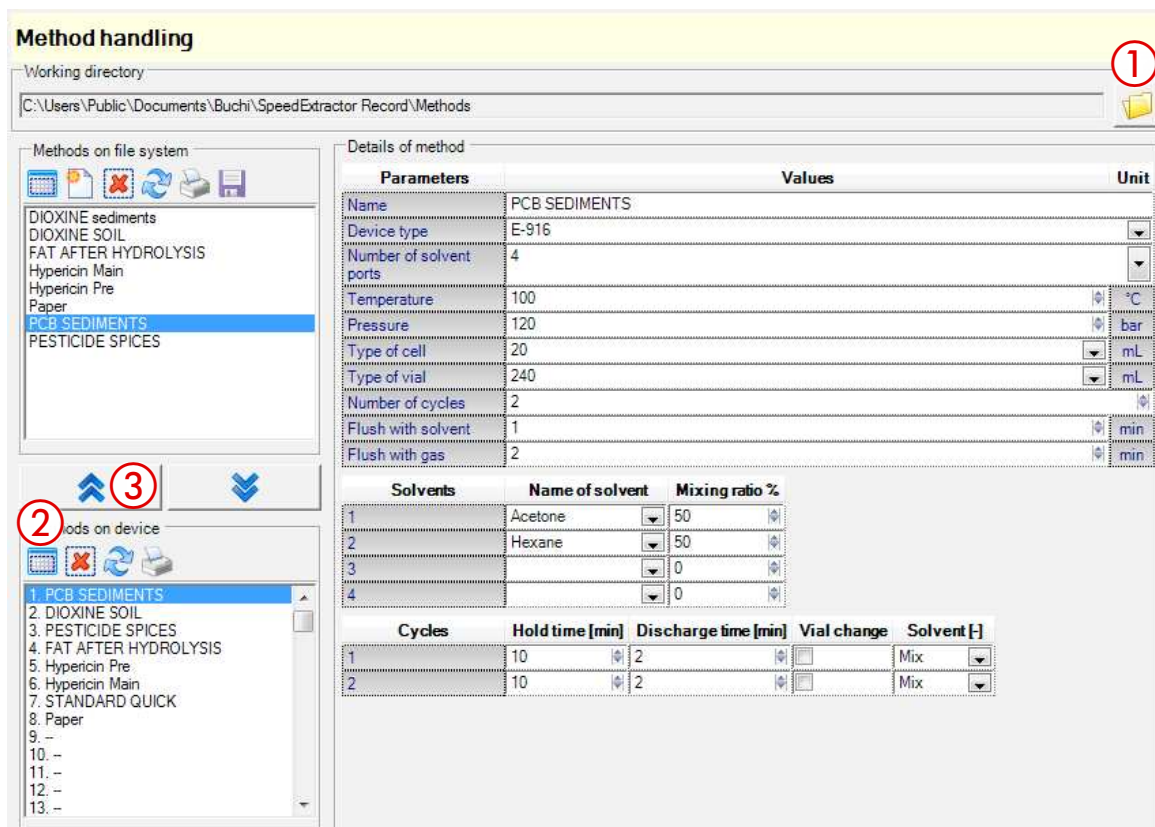 Method handling
Working directory
①
C:\Users\Public\Documents\Buchi\SpeedExtractor Record\Methods
Methods on file system
DIOXINE sediments
DIOXINE SOIL
FAT AFTER HYDROLYSIS
Hypericin Main
Hypericin Pre
Paper
PCB SEDIMENTS
PESTICIDE SPICES
③
②
ods on device
1. PCB SEDIMENTS
2. DIOXINE SOIL
3. PESTICIDE SPICES
4. FAT AFTER HYDROLYSIS
5. Hypericin Pre
6. Hypericin Main
7. STANDARD QUICK
8. Paper
9. --
10. --
11. --
12. --
13. --
Details of method
Parameters Values Unit
Name PCB SEDIMENTS
Device type E-916
Number of solvent ports 4
Temperature 100 °C
Pressure 120 bar
Type of cell 20 mL
Type of vial 240 mL
Number of cycles 2
Flush with solvent 1 min
Flush with gas 2 min
Solvents Name of solvent Mixing ratio %
1 Acetone 50
2 Hexane 50
3 0
4 0
Cycles Hold time [min] Discharge time [min] Vial change Solvent [-]
1 10 2 Mix
2 10 2 Mix